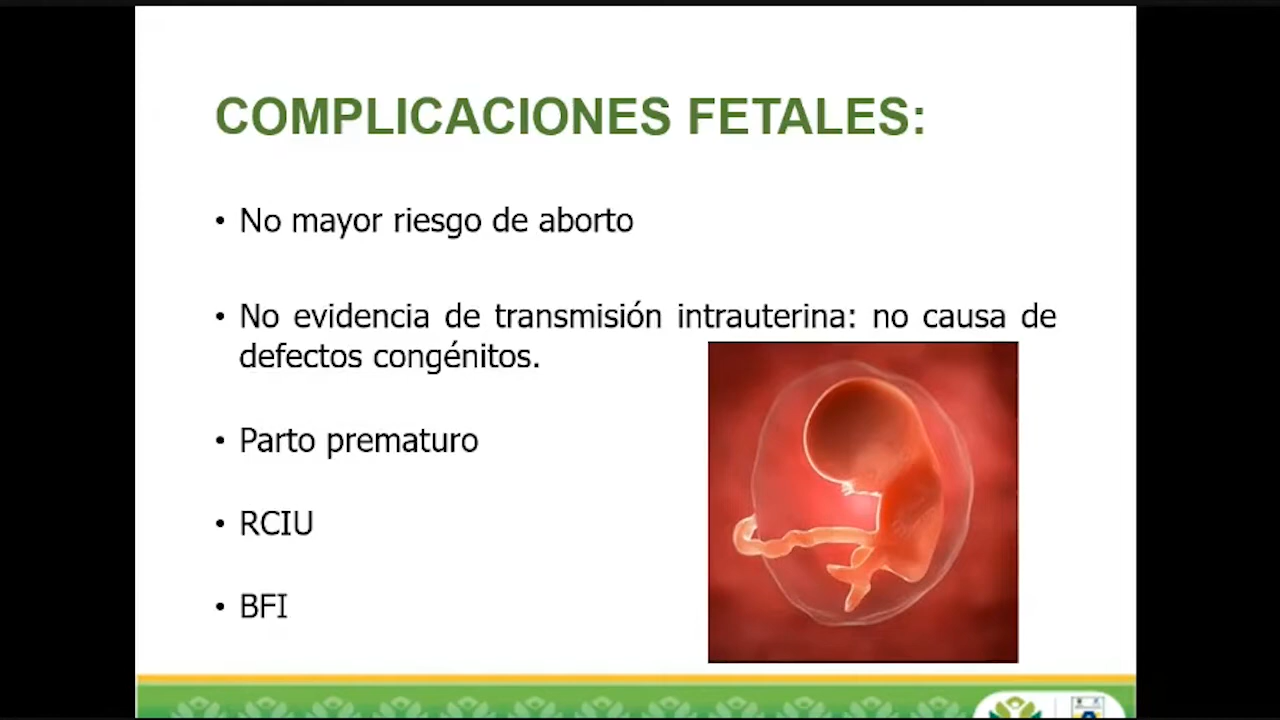 COMPLICACIONES FETALES:
• No mayor riesgo de aborto
• No evidencia de transmisión intrauterina: no causa de
defectos congénitos.
• Parto prematuro
• RCIU
• BFI